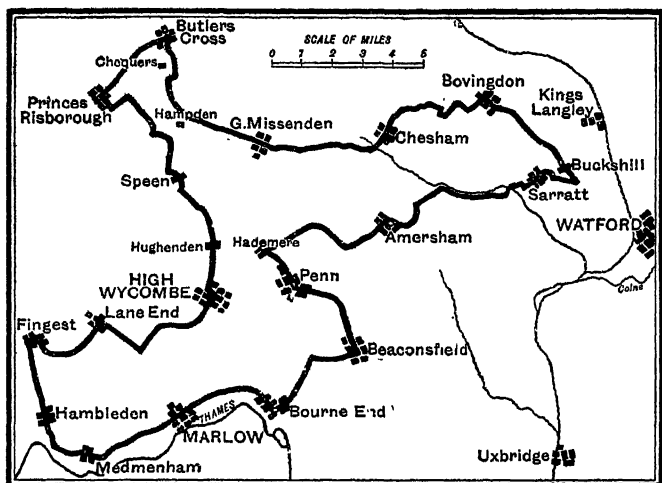 Butlers
Cross
SCALE OF MILES
0 1 2 3 4 5
Chequers
Bovingdon
Princes
Risborough
Kings
Langley
Hampden
G. Missenden
Chesham
Buckshill
Speen
Sarratt
WATFORD
Hughenden
Hademere
Amersham
HIGH
WYCOMBE
Penn
Colne
Lane End
Fingest
Beaconsfield
Hambleden
THAMES
Bourne End
MARLOW
Medmenham
Uxbridge